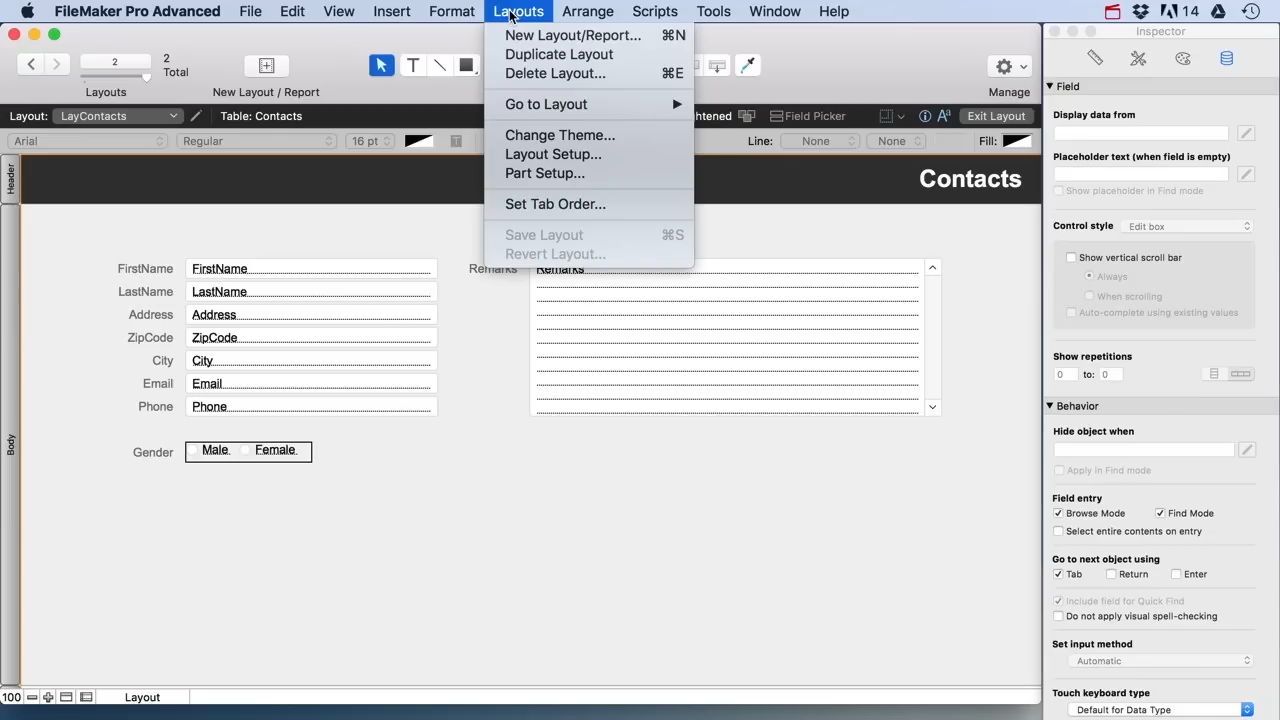 FileMaker Pro Advanced File Edit View Insert Format Layouts Arrange Scripts Tools Window Help 14
New Layout/Report... ⌘N
Duplicate Layout
Delete Layout... ⌘E
Go to Layout
Change Theme...
Layout Setup...
Part Setup...
Set Tab Order...
Save Layout ⌘S
Revert Layout...
2
2
Total
Layouts
New Layout / Report
T
Manage
Layout: LayContacts Table: Contacts
Field Picker
Exit Layout
Arial Regular 16 pt
Line: None None Fill:
Header
Contacts
Body
FirstName FirstName
LastName LastName
Address Address
ZipCode ZipCode
City City
Email Email
Phone Phone
Gender Male Female
Remarks Remarks
100 Layout
Inspector
Field
Display data from
Placeholder text (when field is empty)
Show placeholder in Find mode
Control style Edit box
Show vertical scroll bar
Always
When scrolling
Auto-complete using existing values
Show repetitions
0 to: 0
Behavior
Hide object when
Apply in Find mode
Field entry
Browse Mode Find Mode
Select entire contents on entry
Go to next object using
Tab Return Enter
Include field for Quick Find
Do not apply visual spell-checking
Set input method
Automatic
Touch keyboard type
Default for Data Type